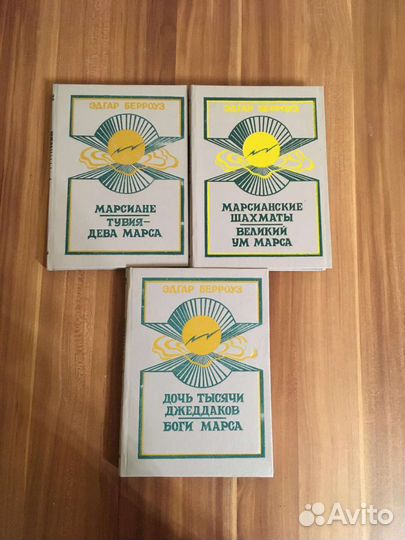 ЭДГАР БЕРРОУЗ
МАРСИАНЕ
ТУВИЯ-
ДЕВА МАРСА
ЭДГАР БЕРРОУЗ
МАРСИАНСКИЕ
ШАХМАТЫ
ВЕЛИКИЙ
УМ МАРСА
ЭДГАР БЕРРОУЗ
ДОЧЬ ТЫСЯЧИ
ДЖЕДДАКОВ
БОГИ МАРСА
Avito